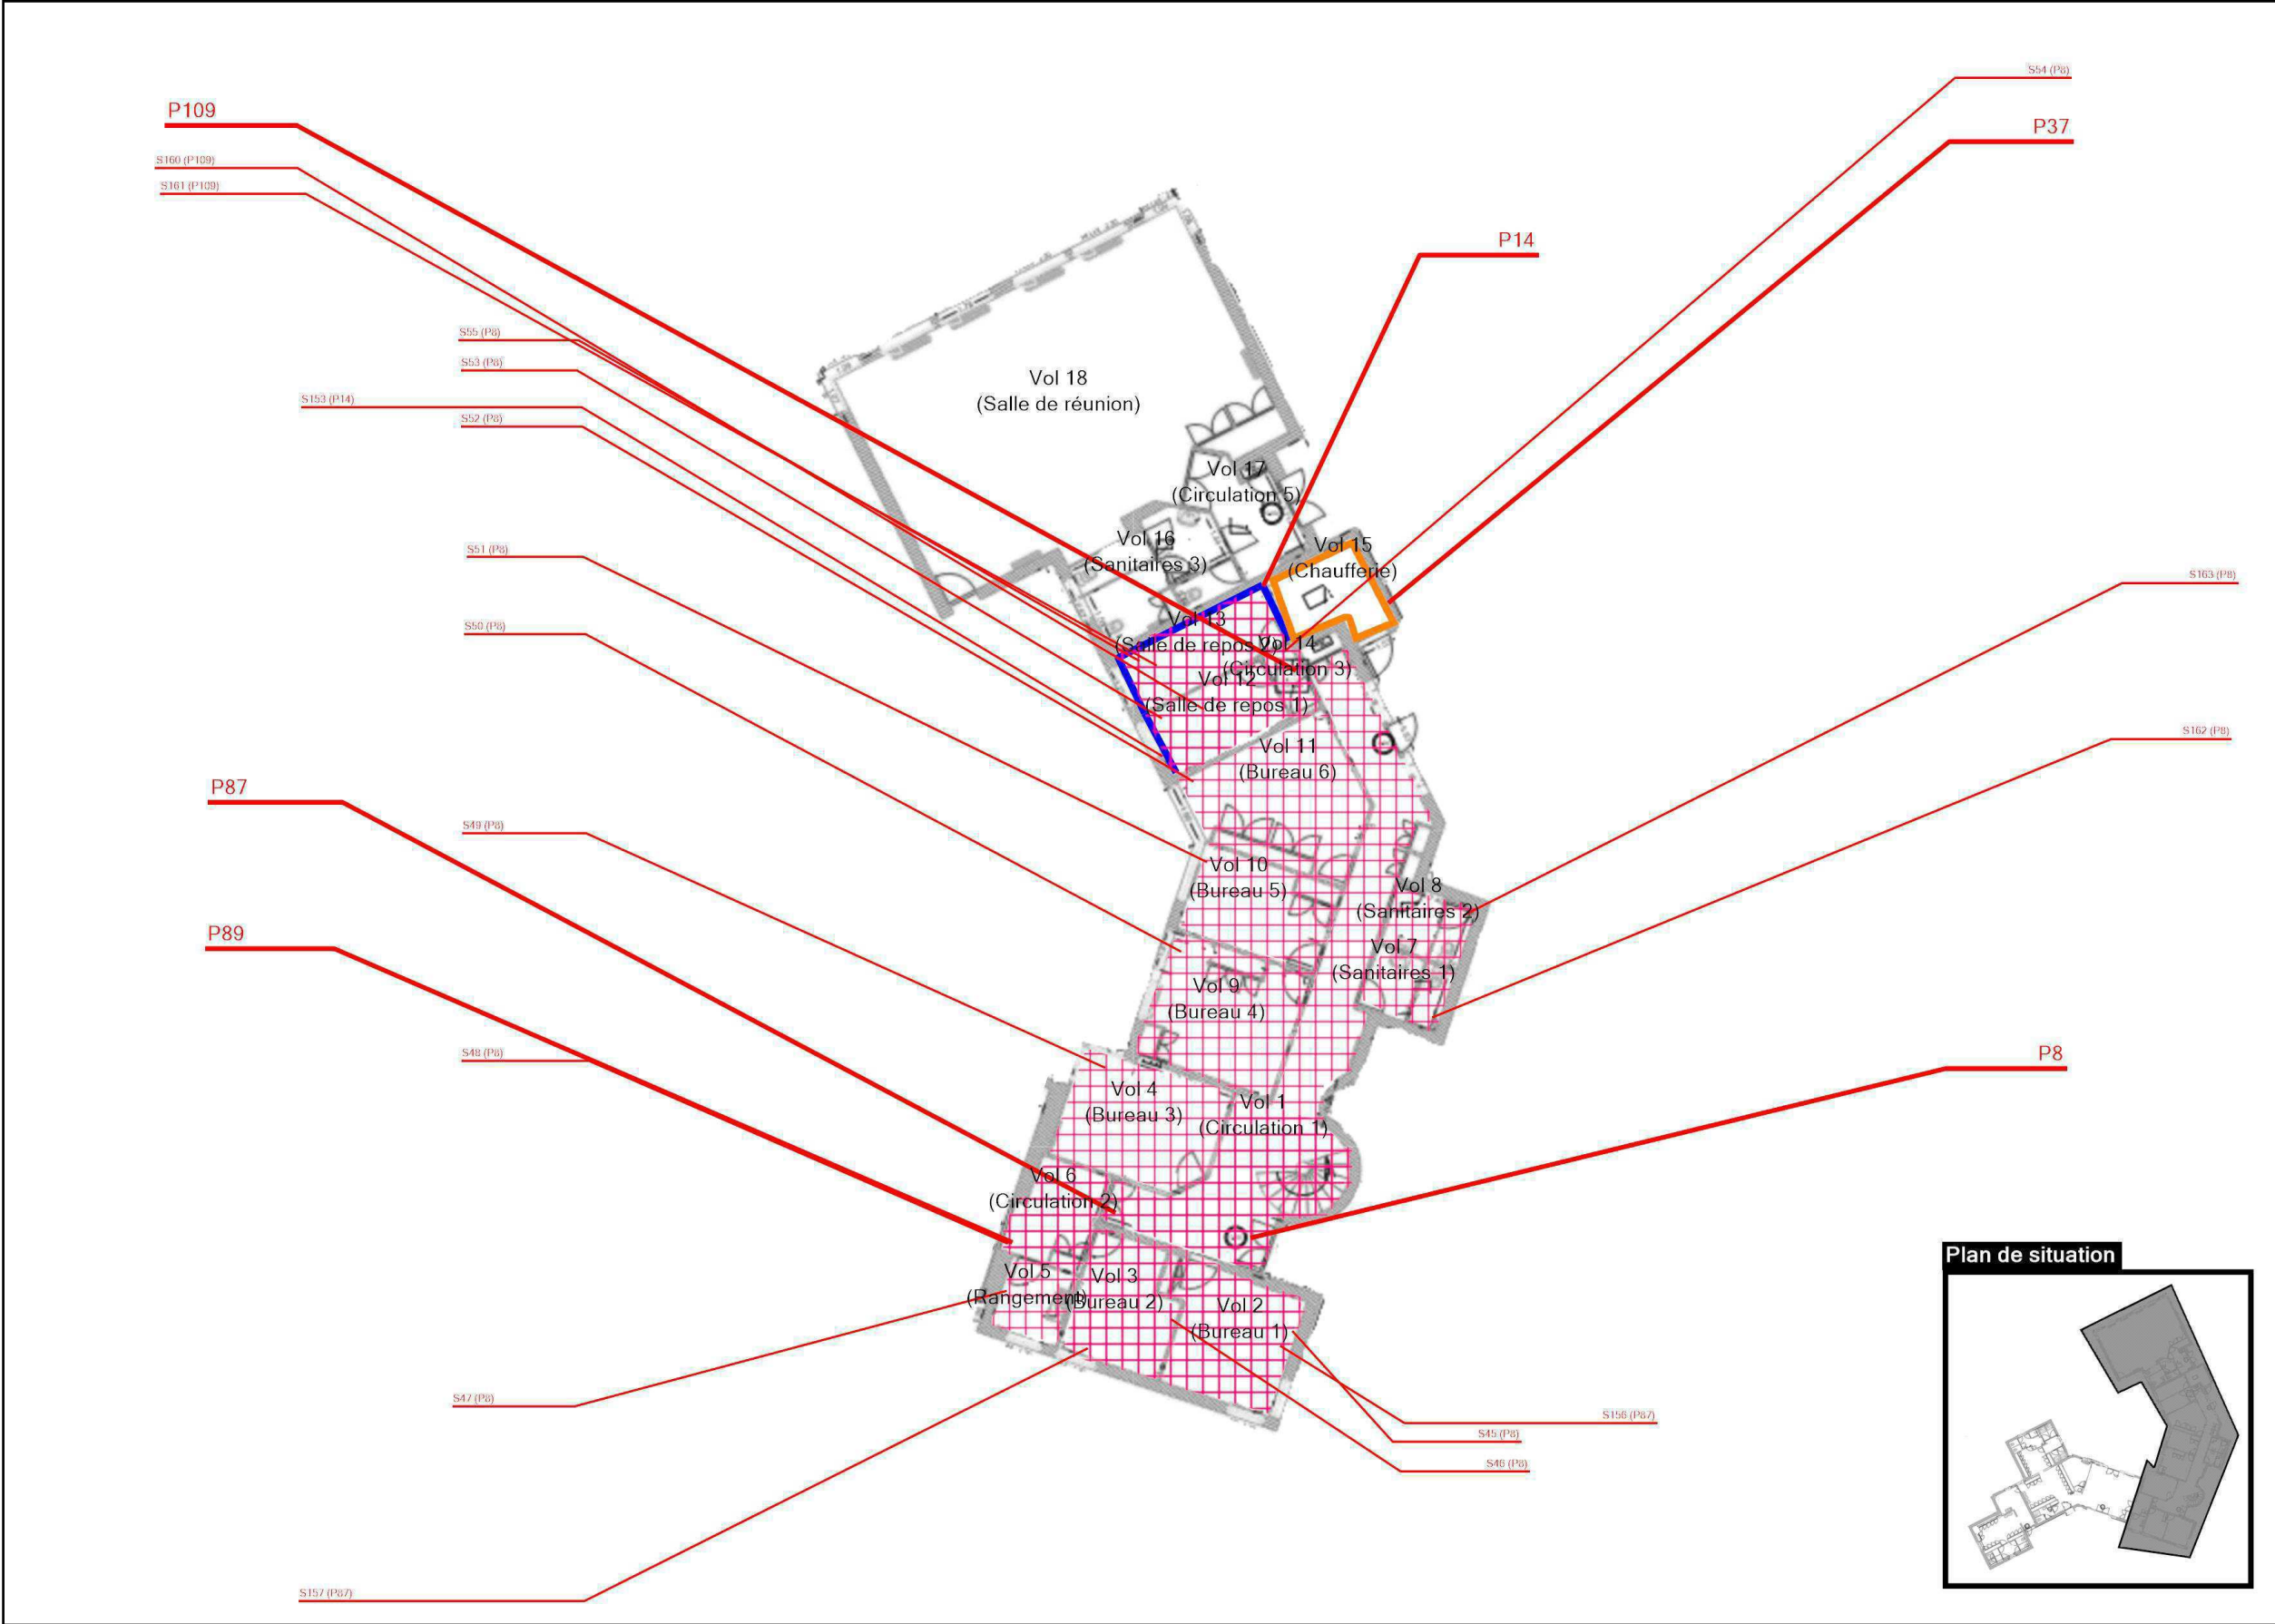 S54 (P8)
P109
P37
S160 (P109)
S161 (P109)
P14
S55 (P8)
S53 (P8)
Vol 18
(Salle de réunion)
S153 (P14)
S52 (P8)
Vol 17
(Circulation 5)
S51 (P8)
Vol 16
(Sanitaires 3)
Vol 15
(Chaufferie)
S163 (P8)
S50 (P8)
Vol 13
(Salle de repos 2)
Vol 14
(Circulation 3)
Vol 12
(Salle de repos 1)
S162 (P8)
Vol 11
(Bureau 6)
P87
S49 (P8)
Vol 10
(Bureau 5)
Vol 8
(Sanitaires 2)
P89
Vol 7
(Sanitaires 1)
Vol 9
(Bureau 4)
S48 (P8)
P8
Vol 4
(Bureau 3)
Vol 1
(Circulation 1)
Vol 6
(Circulation 2)
Plan de situation
Vol 5
(Rangement)
Vol 3
(Bureau 2)
Vol 2
(Bureau 1)
S47 (P8)
S156 (P87)
S45 (P8)
S46 (P8)
S157 (P87)